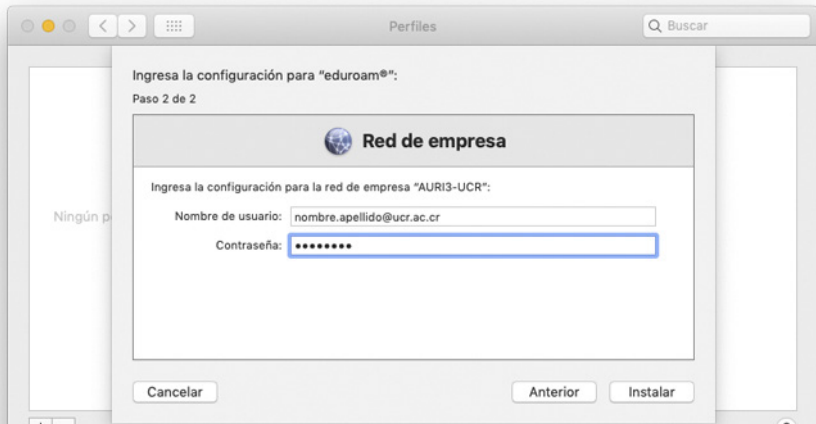 Perfiles
Buscar
Ingresa la configuración para “eduroam®”:
Paso 2 de 2
Red de empresa
Ingresa la configuración para la red de empresa “AURI3-UCR”:
Ningún
Nombre de usuario: nombre.apellido@ucr.ac.cr
Contraseña: ••••••••
Cancelar
Anterior
Instalar